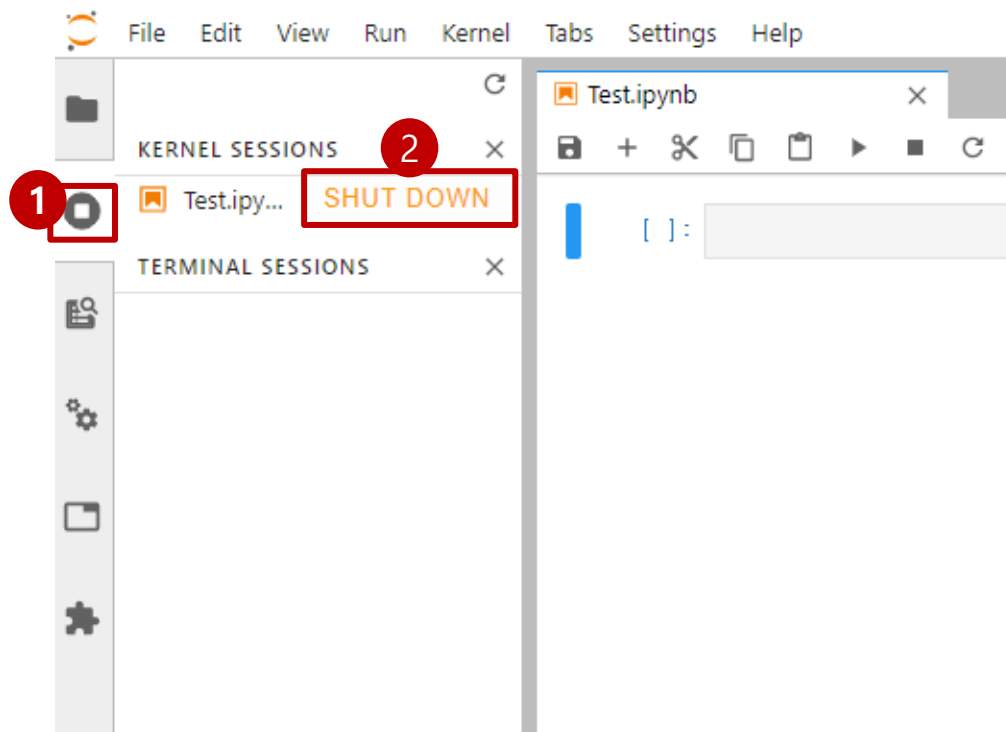 File Edit View Run Kernel Tabs Settings Help
Test.ipynb
KERNEL SESSIONS
2
1
Test.ipy... SHUT DOWN
[ ]:
TERMINAL SESSIONS